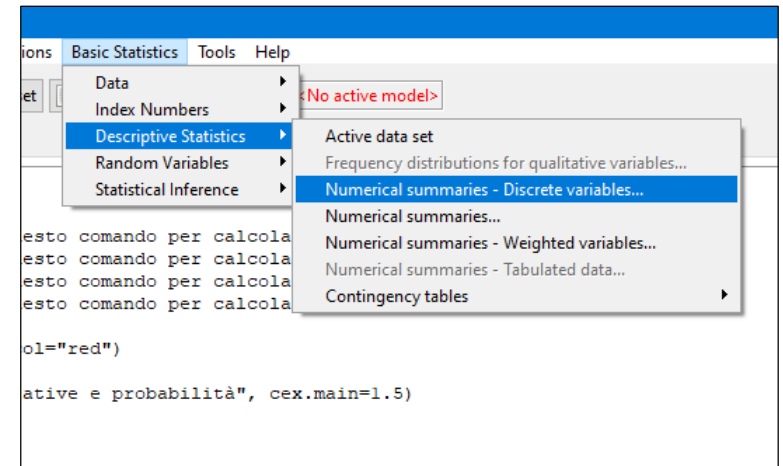 ions Basic Statistics Tools Help
et <No active model>
Data
Index Numbers
Descriptive Statistics
Random Variables
Statistical Inference
Active data set
Frequency distributions for qualitative variables...
Numerical summaries - Discrete variables...
Numerical summaries...
Numerical summaries - Weighted variables...
Numerical summaries - Tabulated data...
Contingency tables
esto comando per calcola
esto comando per calcola
esto comando per calcola
esto comando per calcola
ol="red")
ative e probabilità", cex.main=1.5)